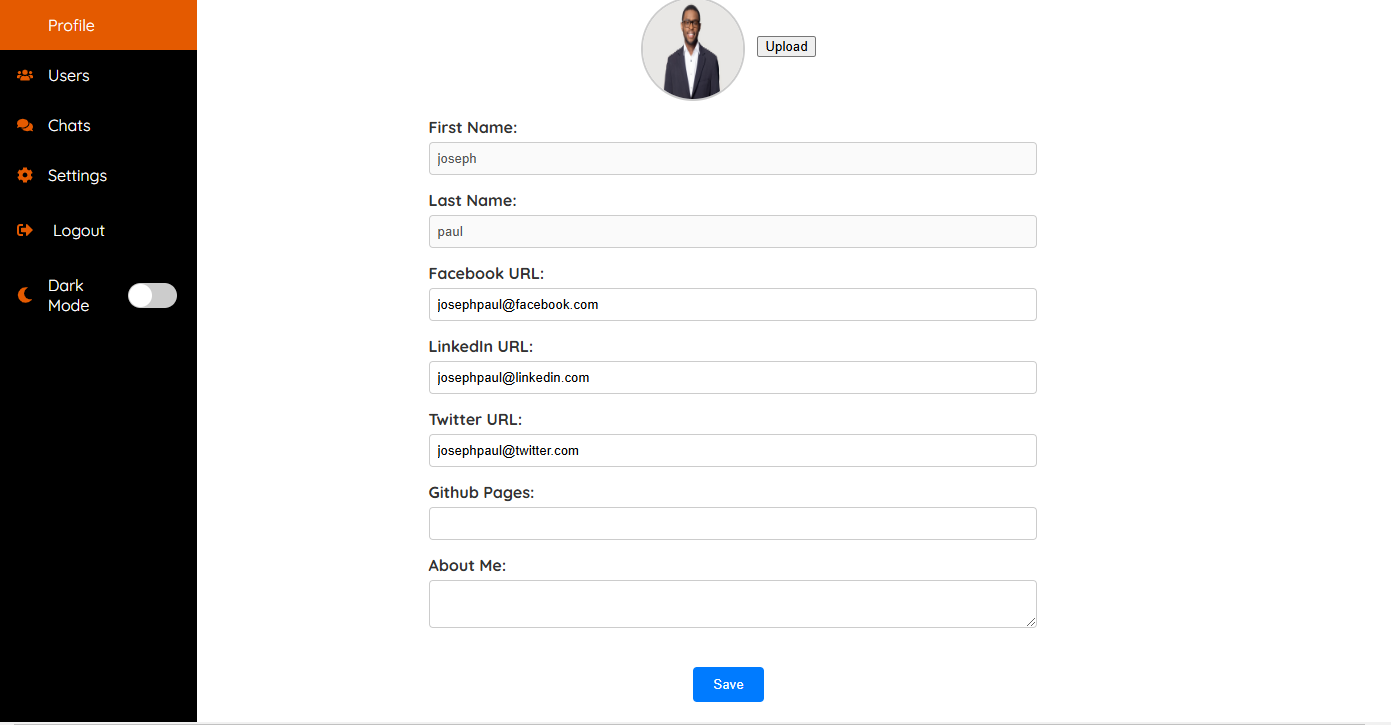 Profile
Users
Chats
Settings
Logout
Dark
Mode
Upload
First Name:
joseph
Last Name:
paul
Facebook URL:
josephpaul@facebook.com
LinkedIn URL:
josephpaul@linkedin.com
Twitter URL:
josephpaul@twitter.com
Github Pages:
About Me:
Save